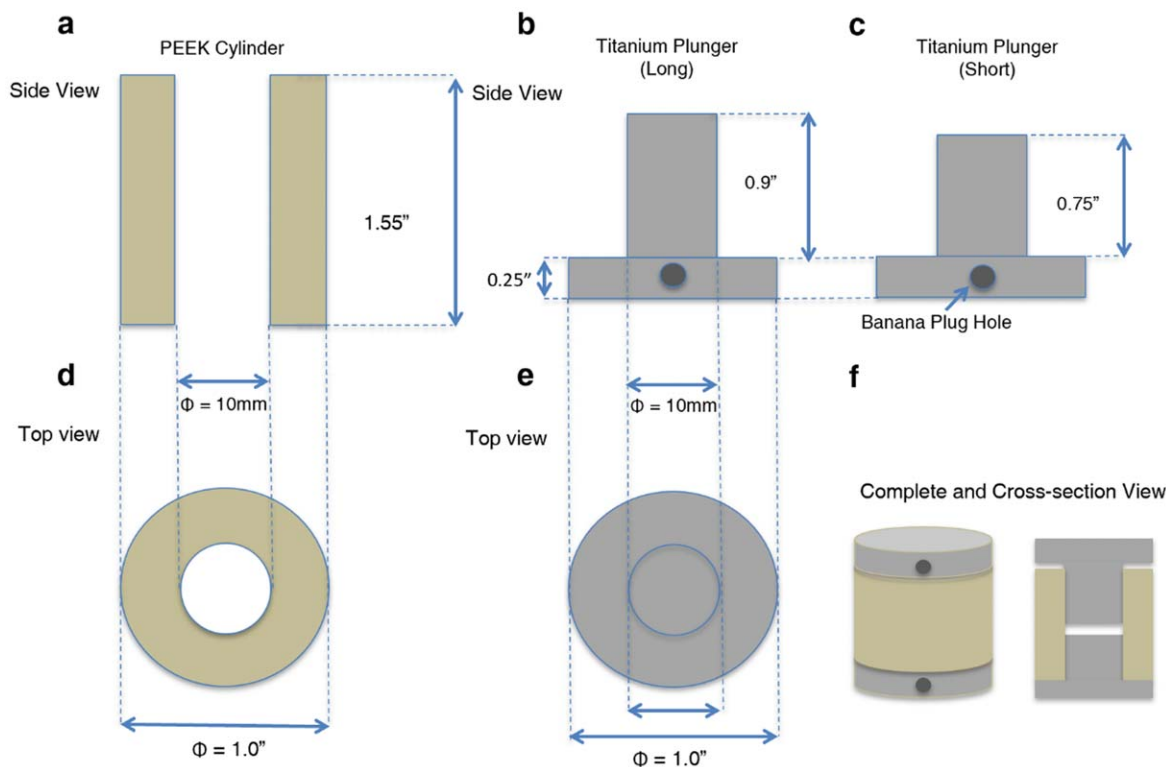 a
PEEK Cylinder
Side View
1.55”
b
Titanium Plunger
(Long)
Side View
0.9”
0.25”
c
Titanium Plunger
(Short)
0.75”
Banana Plug Hole
d
Φ = 10mm
Top view
Φ = 1.0”
e
Φ = 10mm
Top view
Φ = 1.0”
f
Complete and Cross-section View